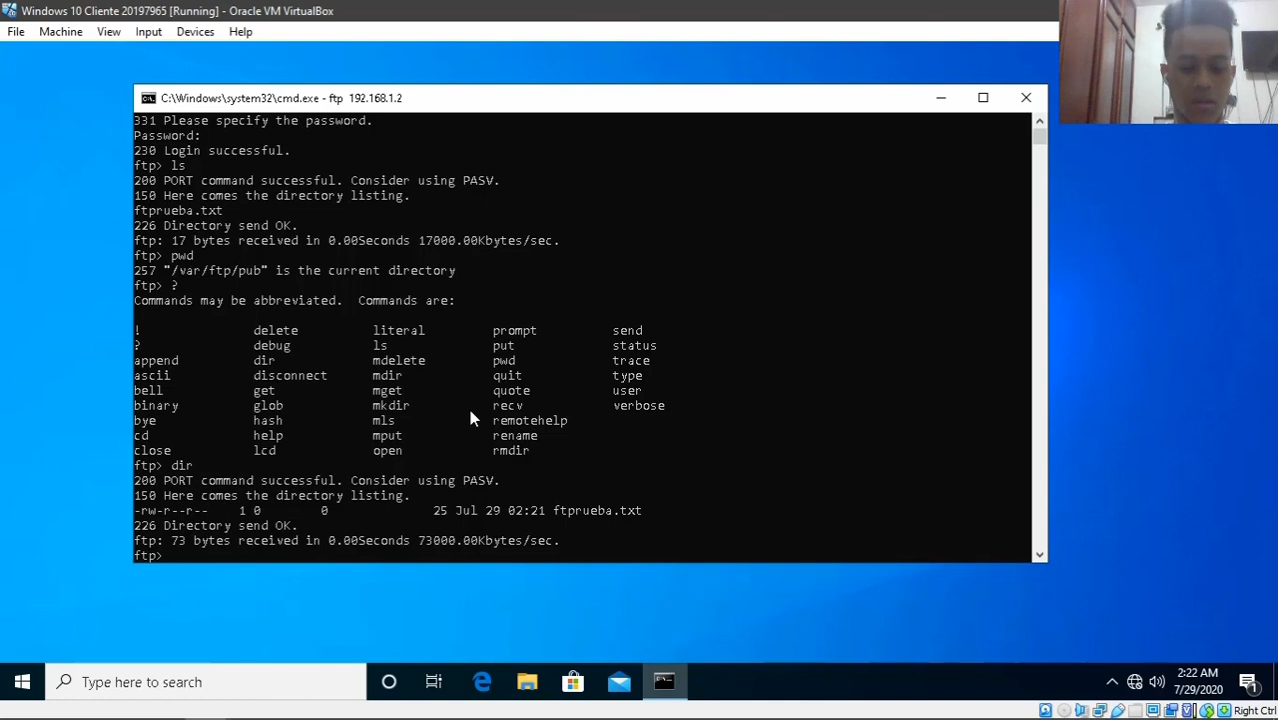 Windows 10 Cliente 20197965 [Running] - Oracle VM VirtualBox
File Machine View Input Devices Help
C:\Windows\system32\cmd.exe - ftp 192.168.1.2
331 Please specify the password.
Password:
230 Login successful.
ftp> ls
200 PORT command successful. Consider using PASV.
150 Here comes the directory listing.
ftprueba.txt
226 Directory send OK.
ftp: 17 bytes received in 0.00Seconds 17000.00Kbytes/sec.
ftp> pwd
257 "/var/ftp/pub" is the current directory
ftp> ?
Commands may be abbreviated.  Commands are:
! delete literal prompt send
? debug ls put status
append dir mdelete pwd trace
ascii disconnect mdir quit type
bell get mget quote user
binary glob mkdir recv verbose
bye hash mls remotehelp
cd help mput rename
close lcd open rmdir
ftp> dir
200 PORT command successful. Consider using PASV.
150 Here comes the directory listing.
-rw-r--r-- 1 0 0 25 Jul 29 02:21 ftprueba.txt
226 Directory send OK.
ftp: 73 bytes received in 0.00Seconds 73000.00Kbytes/sec.
ftp>
Type here to search
2:22 AM
7/29/2020
1
Right Ctrl